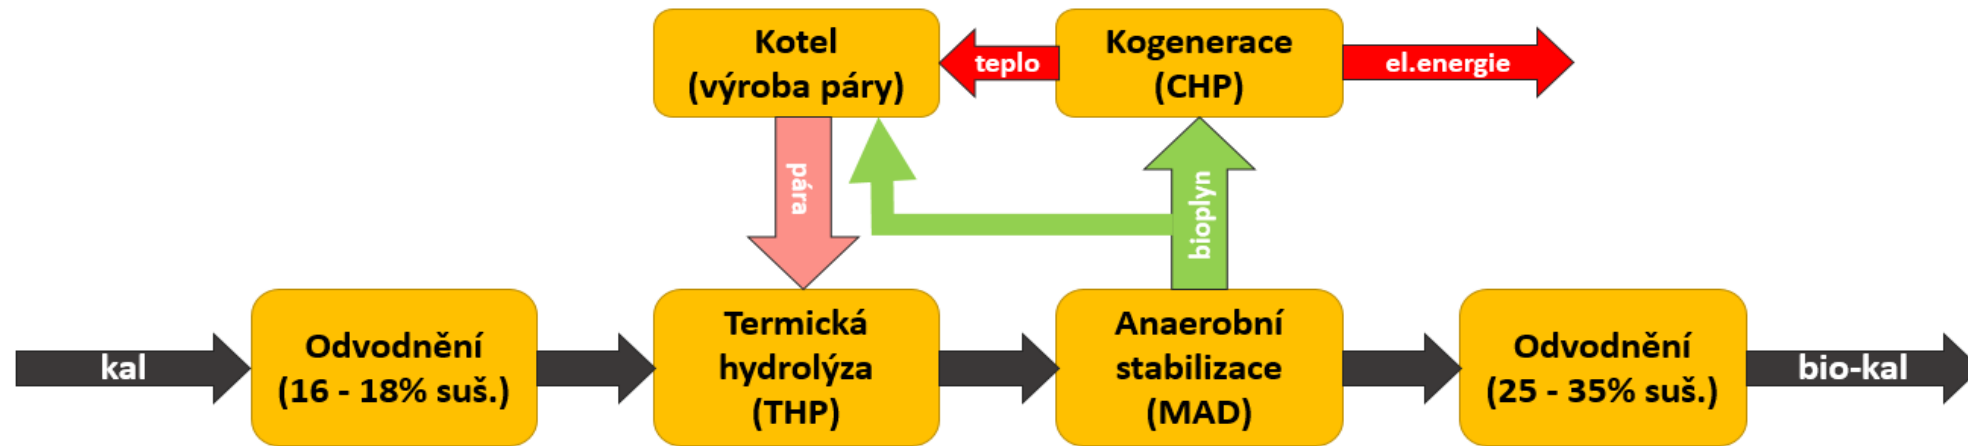 Kotel
(výroba páry)
teplo
Kogenerace
(CHP)
el.energie
pára
bioplyn
kal
Odvodnění
(16 - 18% suš.)
Termická
hydrolýza
(THP)
Anaerobní
stabilizace
(MAD)
Odvodnění
(25 - 35% suš.)
bio-kal